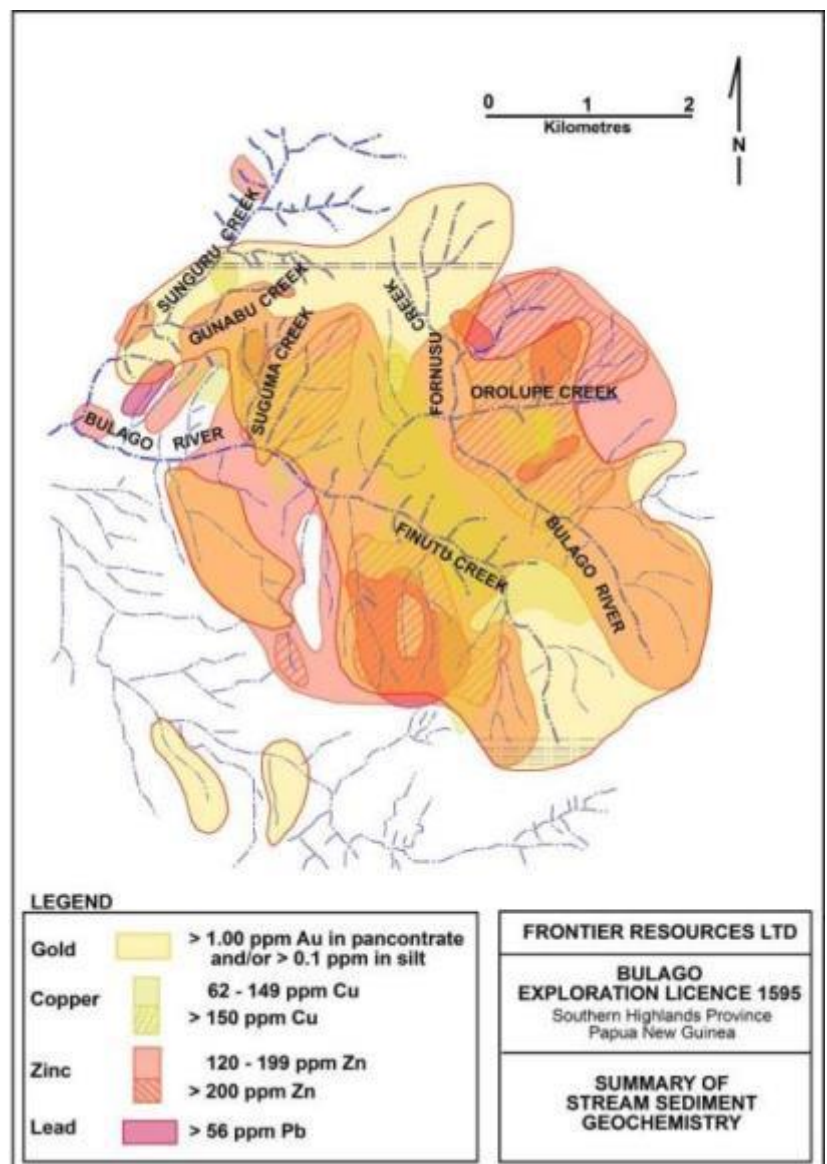 0 1 2
Kilometres
N
SUNGURU CREEK
GUNABU CREEK
SUGUMA CREEK
CREEK
FORNUSU
OROLUPE CREEK
BULAGO RIVER
FINUTU CREEK
BULAGO RIVER
LEGEND
Gold > 1.00 ppm Au in pancontrate
and/or > 0.1 ppm in silt
Copper 62 - 149 ppm Cu
> 150 ppm Cu
Zinc 120 - 199 ppm Zn
> 200 ppm Zn
Lead > 56 ppm Pb
FRONTIER RESOURCES LTD
BULAGO
EXPLORATION LICENCE 1595
Southern Highlands Province
Papua New Guinea
SUMMARY OF
STREAM SEDIMENT
GEOCHEMISTRY